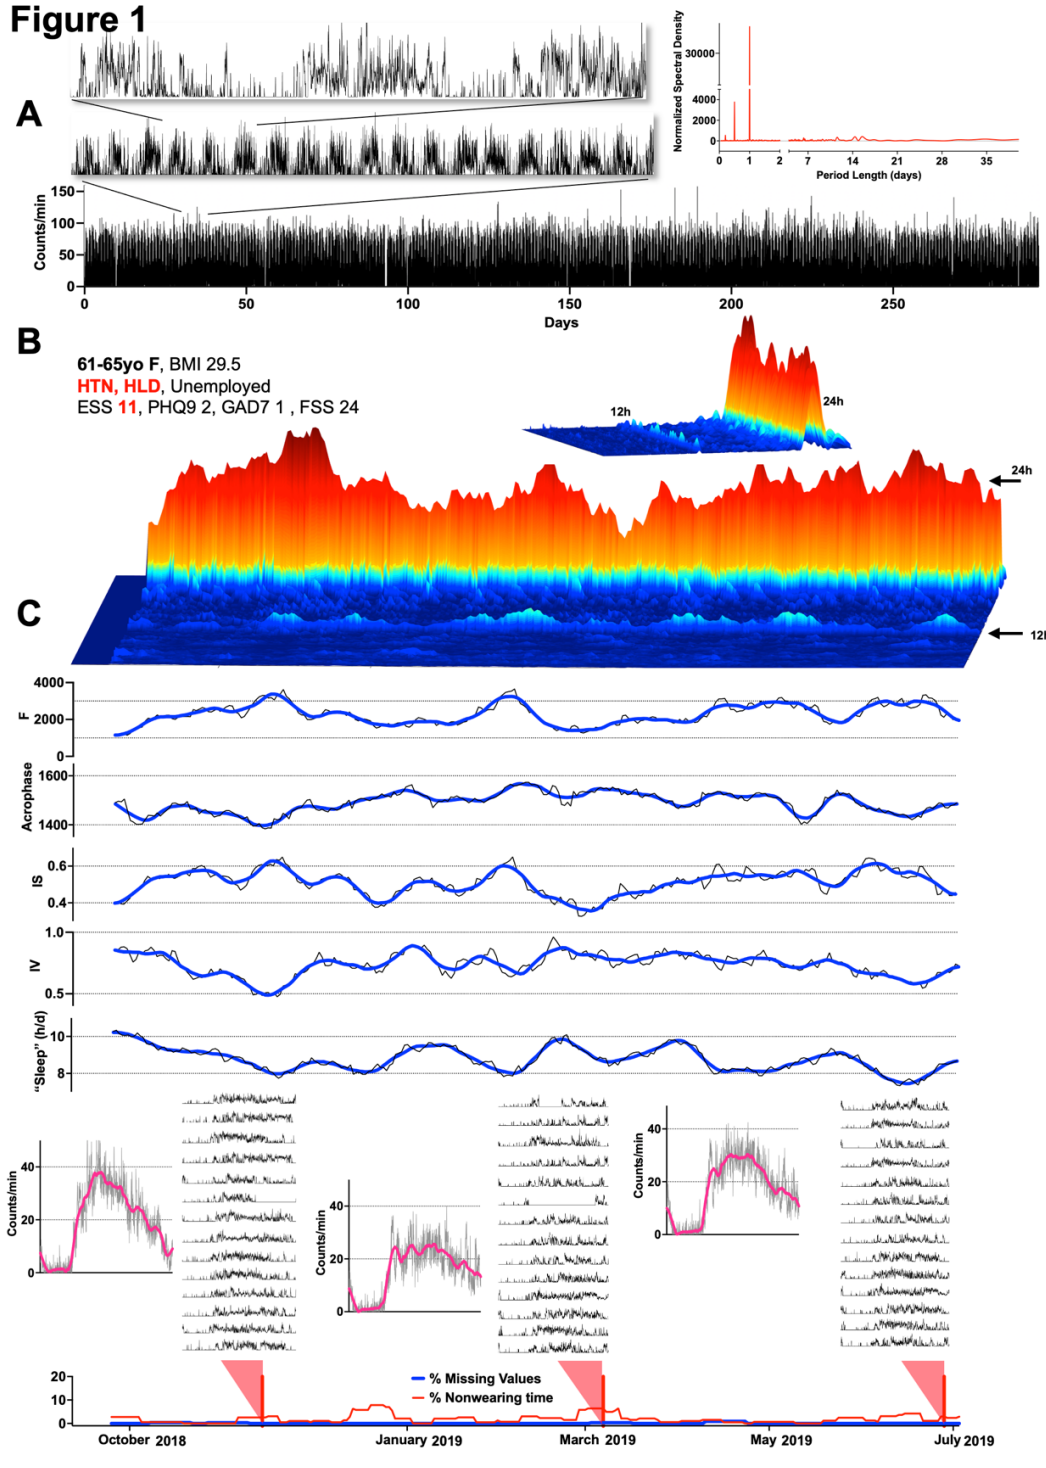 Figure 1
A
Normalized Spectral Density
30000
4000
2000
0
0 1 2 7 14 21 28 35
Period Length (days)
Counts/min
150
100
50
0
0 50 100 150 200 250
Days
B
61-65yo F, BMI 29.5
HTN, HLD, Unemployed
ESS 11, PHQ9 2, GAD7 1 , FSS 24
12h
24h
24h
C
12h
F
4000
2000
0
Acrophase
1600
1400
IS
0.6
0.4
IV
1.0
0.5
"Sleep" (h/d)
10
8
Counts/min
40
20
0
Counts/min
40
20
0
Counts/min
40
20
0
20
10
0
% Missing Values
% Nonwearing time
October 2018 January 2019 March 2019 May 2019 July 2019